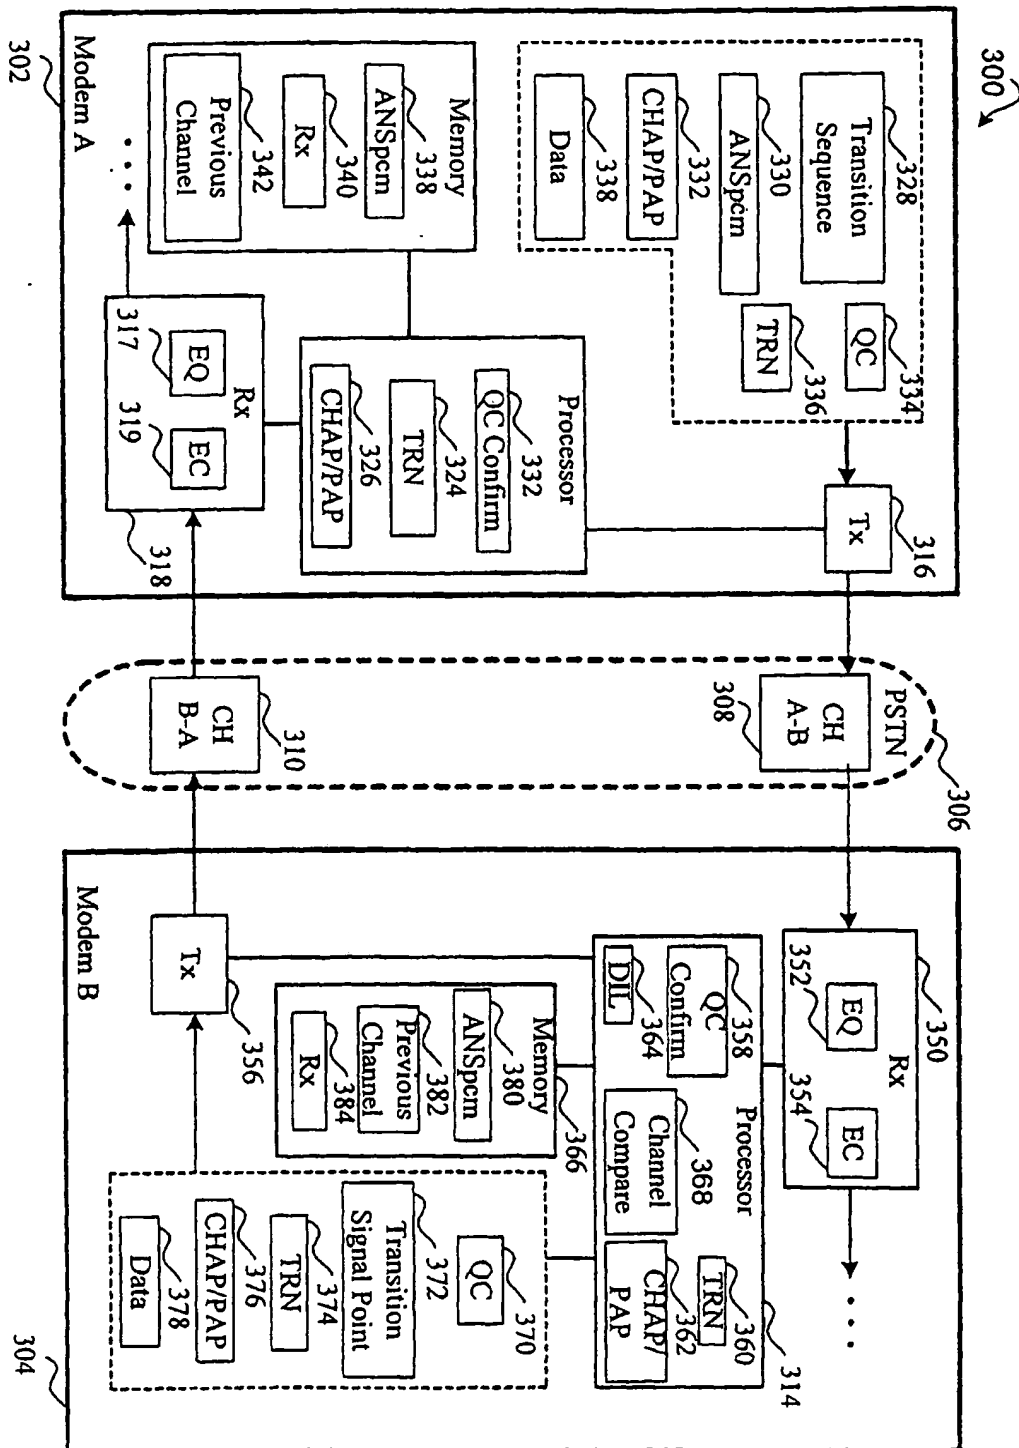 300
302
Modem A
Transition
Sequence
328
QC
334
ANSpcm
330
TRN
336
CHAP/PAP
332
Data
338
Tx
316
Memory
ANSpcm
338
Rx
340
Previous
Channel
342
Processor
QC Confirm
332
TRN
324
CHAP/PAP
326
Rx
EQ
317
EC
319
318
PSTN
306
CH
A-B
308
CH
B-A
310
Modem B
304
350
Rx
EQ
352
EC
354
Processor
314
QC
Confirm
358
DIL
364
Channel
Compare
368
TRN
360
CHAP/
PAP
362
Memory
366
ANSpcm
380
Previous
Channel
382
Rx
384
Tx
356
QC
370
Transition
Signal Point
372
TRN
374
CHAP/PAP
376
Data
378